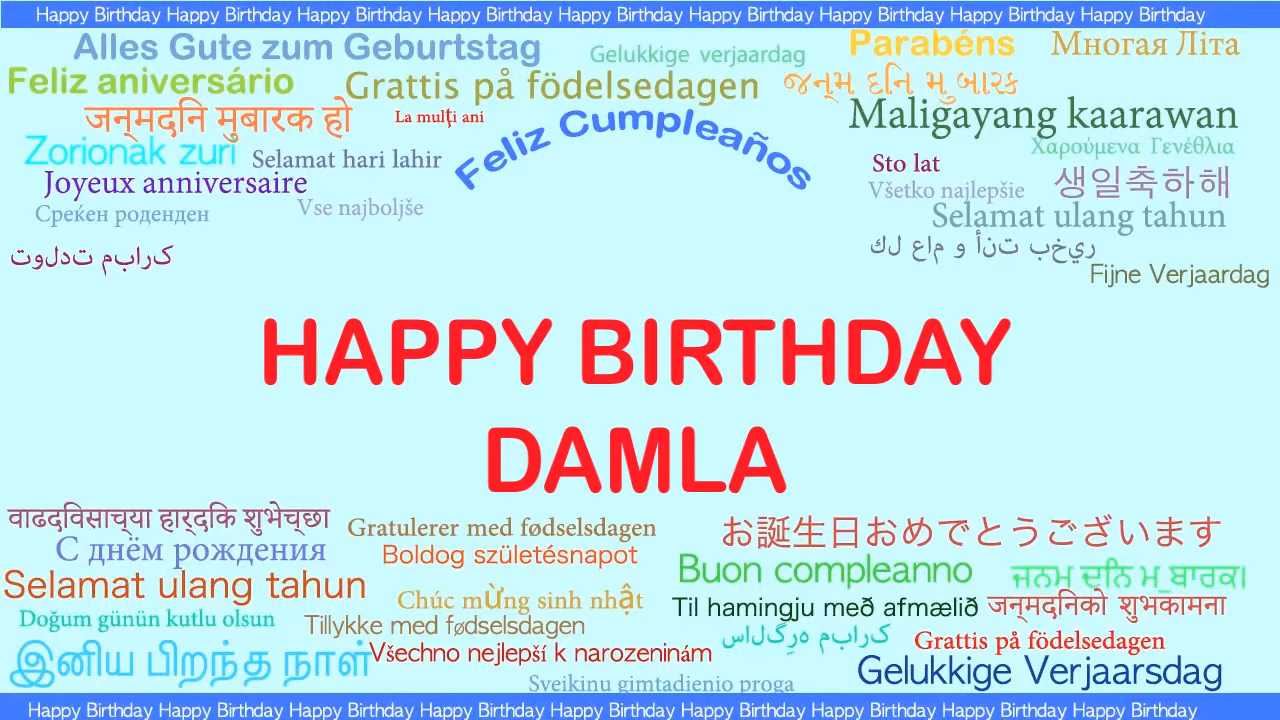 Happy Birthday Happy Birthday Happy Birthday Happy Birthday Happy Birthday Happy Birthday Happy Birthday Happy Birthday Happy Birthday
Alles Gute zum Geburtstag
Gelukkige verjaardag
Parabéns
Многая Літа
Feliz aniversário
Grattis på födelsedagen
જન્મ દિન મુબારક
जन्मदिन मुबारक हो
La mulţi ani
Feliz Cumpleaños
Maligayang kaarawan
Zorionak zuri
Selamat hari lahir
Χαρούμενα Γενέθλια
Sto lat
Joyeux anniversaire
Všetko najlepšie
생일축하해
Среќен роденден
Vse najboljše
Selamat ulang tahun
كل عام و أنت بخير
تولدت مبارک
Fijne Verjaardag
HAPPY BIRTHDAY
DAMLA
वाढदिवसाच्या हार्दिक शुभेच्छा
Gratulerer med fødselsdagen
お誕生日おめでとうございます
С днём рождения
Boldog születésnapot
Buon compleanno
ਜਨਮ ਦਿਨ ਮੁਬਾਰਕ।
Selamat ulang tahun
Chúc mừng sinh nhật
Til hamingju með afmælið
जन्मदिनको शुभकामना
Doğum günün kutlu olsun
Tillykke med fødselsdagen
سالگِرہ مبارک
Grattis på födelsedagen
இனிய பிறந்த நாள்
Všechno nejlepší k narozeninám
Gelukkige Verjaarsdag
Sveikinu gimtadienio proga
Happy Birthday Happy Birthday Happy Birthday Happy Birthday Happy Birthday Happy Birthday Happy Birthday Happy Birthday Happy Birthday